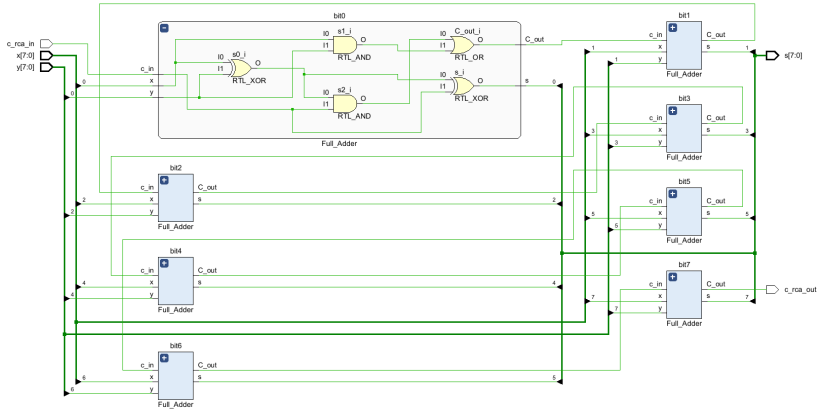 bit0
c_rca_in
x[7:0]
y[7:0]
c_in
x
y
0
0
I0
I1
s0_i
O
RTL_XOR
I0
I1
s1_i
O
RTL_AND
I0
I1
s2_i
O
RTL_AND
I0
I1
C_out_i
O
RTL_OR
I0
I1
s_i
O
RTL_XOR
C_out
s
0
Full_Adder
bit1
c_in
x
y
1
1
C_out
s
1
Full_Adder
s[7:0]
bit3
c_in
x
y
3
3
C_out
s
3
Full_Adder
bit2
c_in
x
y
2
2
C_out
s
2
Full_Adder
bit5
c_in
x
y
5
5
C_out
s
5
Full_Adder
bit4
c_in
x
y
4
4
C_out
s
4
Full_Adder
bit7
c_in
x
y
7
7
C_out
s
7
Full_Adder
c_rca_out
bit6
c_in
x
y
6
6
C_out
s
5
Full_Adder